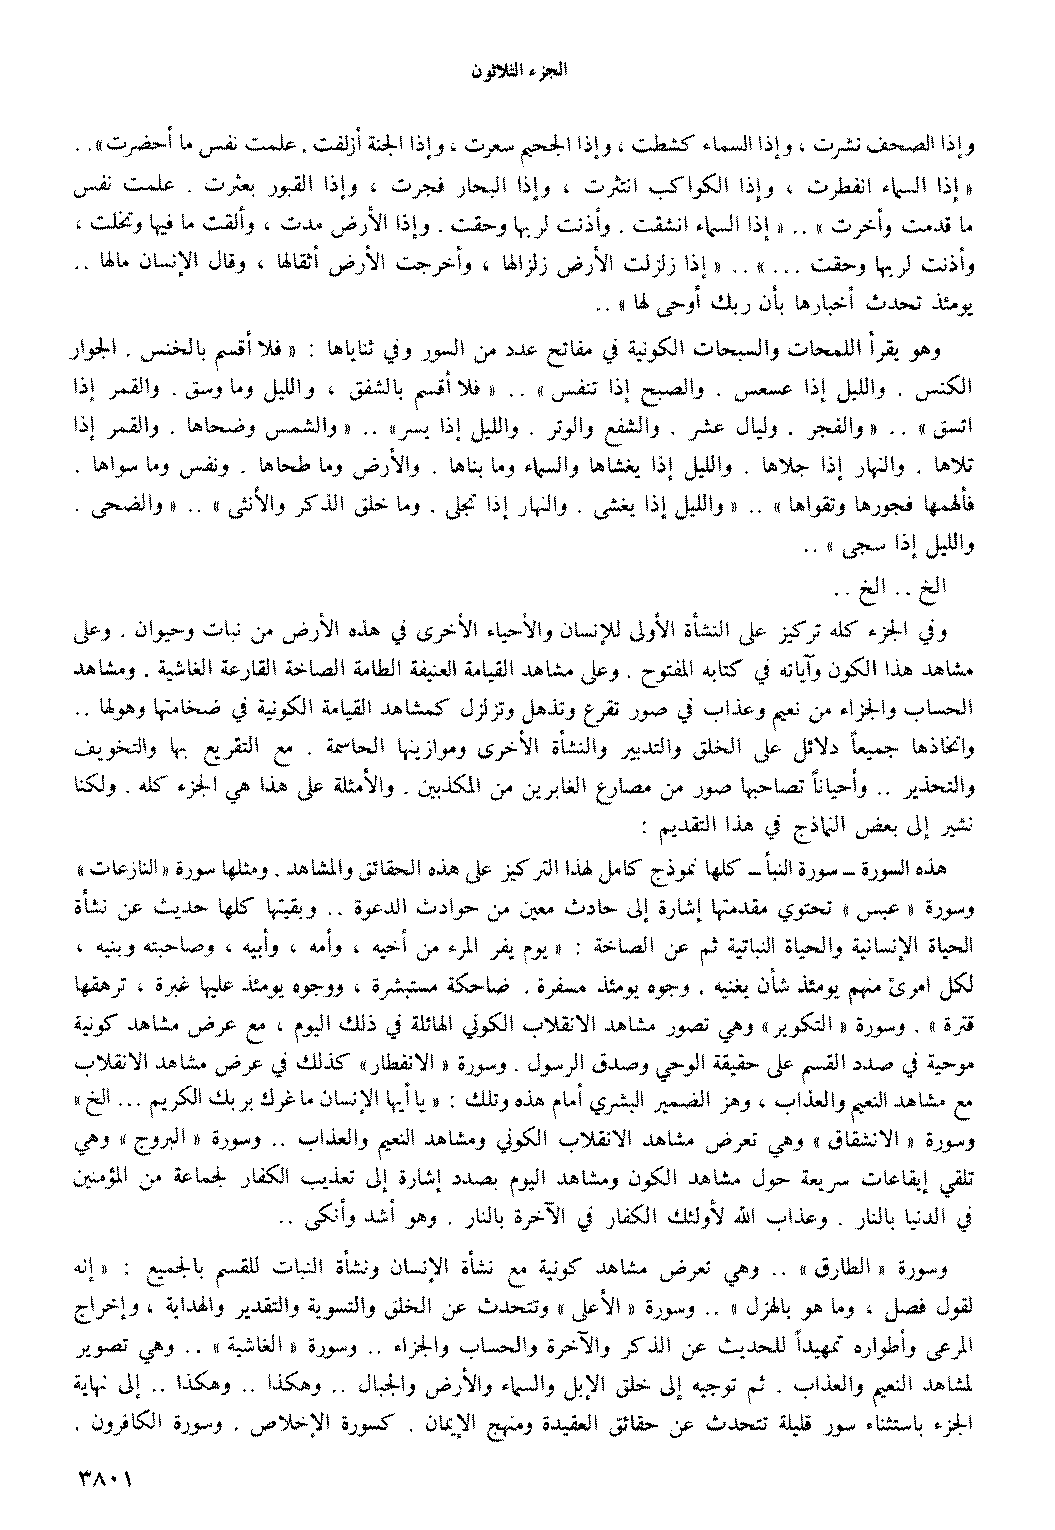 الجزء الثلاثون
وإذا الصحف نشرت ، وإذا السماء كشطت ، وإذا الجحيم سعرت ، وإذا الجنة أزلفت . علمت نفس ما أحضرت » . .
« إذا السماء انفطرت ، وإذا الكواكب انتثرت ، وإذا البحار فجرت ، وإذا القبور بعثرت . علمت نفس
ما قدمت وأخرت » . . « إذا السماء انشقت . وأذنت لربها وحقت . وإذا الأرض مدت ، وألقت ما فيها وتخلت ،
وأذنت لربها وحقت ... » . . « إذا زلزلت الأرض زلزالها ، وأخرجت الأرض أثقالها ، وقال الإنسان مالها . .
يومئذ تحدث أخبارها بأن ربك أوحى لها » . .
وهو يقرأ اللمحات والسبحات الكونية في مفاتح عدد من السور وفي ثناياها : « فلا أقسم بالخنس . الجوار
الكنس . والليل إذا عسعس . والصبح إذا تنفس » . . « فلا أقسم بالشفق ، والليل وما وسق . والقمر إذا
اتسق » . . « والفجر . وليال عشر . والشفع والوتر . والليل إذا يسر » . . « والشمس وضحاها . والقمر إذا
تلاها . والنهار إذا جلاها . والليل إذا يغشاها والسماء وما بناها . والأرض وما طحاها . ونفس وما سواها .
فألهمها فجورها وتقواها » . . « والليل إذا يغشى . والنهار إذا تجلى . وما خلق الذكر والأنثى » . . « والضحى .
والليل إذا سجى » . .
الخ . . الخ . .
وفي الجزء كله تركيز على النشأة الأولى للإنسان والأحياء الأخرى في هذه الأرض من نبات وحيوان . وعلى
مشاهد هذا الكون وآياته في كتابه المفتوح . وعلى مشاهد القيامة العنيفة الطامة الصاخة القارعة الغاشية . ومشاهد
الحساب والجزاء من نعيم وعذاب في صور تقرع وتذهل وتزلزل كمشاهد القيامة الكونية في ضخامتها وهولها . .
واتخاذها جميعاً دلائل على الخلق والتدبير والنشأة الأخرى وموازينها الحاسمة . مع التقريع بها والتخويف
والتحذير . . وأحياناً تصاحبها صور من مصارع الغابرين من المكذبين . والأمثلة على هذا هي الجزء كله . ولكنا
نشير إلى بعض النماذج في هذا التقديم :
هذه السورة – سورة النبأ – كلها نموذج كامل لهذا التركيز على هذه الحقائق والمشاهد . ومثلها سورة « النازعات »
وسورة « عبس » تحتوي مقدمتها إشارة إلى حادث معين من حوادث الدعوة . . وبقيتها كلها حديث عن نشأة
الحياة الإنسانية والحياة النباتية ثم عن الصاخة : « يوم يفر المرء من أخيه ، وأمه ، وأبيه ، وصاحبته وبنيه ،
لكل امرئ منهم يومئذ شأن يغنيه . وجوه يومئذ مسفرة . ضاحكة مستبشرة ، ووجوه يومئذ عليها غبرة ، ترهقها
قترة » . وسورة « التكوير » وهي تصور مشاهد الانقلاب الكوني الهائلة في ذلك اليوم ، مع عرض مشاهد كونية
موحية في صدد القسم على حقيقة الوحي وصدق الرسول . وسورة « الانفطار » كذلك في عرض مشاهد الانقلاب
مع مشاهد النعيم والعذاب ، وهز الضمير البشري أمام هذه وتلك : « يا أيها الإنسان ما غرك بربك الكريم ... الخ »
وسورة « الانشقاق » وهي تعرض مشاهد الانقلاب الكوني ومشاهد النعيم والعذاب . . وسورة « البروج » وهي
تلقي إيقاعات سريعة حول مشاهد الكون ومشاهد اليوم بصدد إشارة إلى تعذيب الكفار لجماعة من المؤمنين
في الدنيا بالنار . وعذاب الله لأولئك الكفار في الآخرة بالنار . وهو أشد وأنكى . .
وسورة « الطارق » . . وهي تعرض مشاهد كونية مع نشأة الإنسان ونشأة النبات للقسم بالجميع : « إنه
لقول فصل ، وما هو بالهزل » . . وسورة « الأعلى » وتتحدث عن الخلق والتسوية والتقدير والهداية ، وإخراج
المرعى وأطواره تمهيداً للحديث عن الذكر والآخرة والحساب والجزاء . . وسورة « الغاشية » . . وهي تصوير
لمشاهد النعيم والعذاب . ثم توجيه إلى خلق الإبل والسماء والأرض والجبال . . وهكذا . . وهكذا . . إلى نهاية
الجزء باستثناء سور قليلة تتحدث عن حقائق العقيدة ومنهج الإيمان . كسورة الإخلاص . وسورة الكافرون .
٣٨٠١